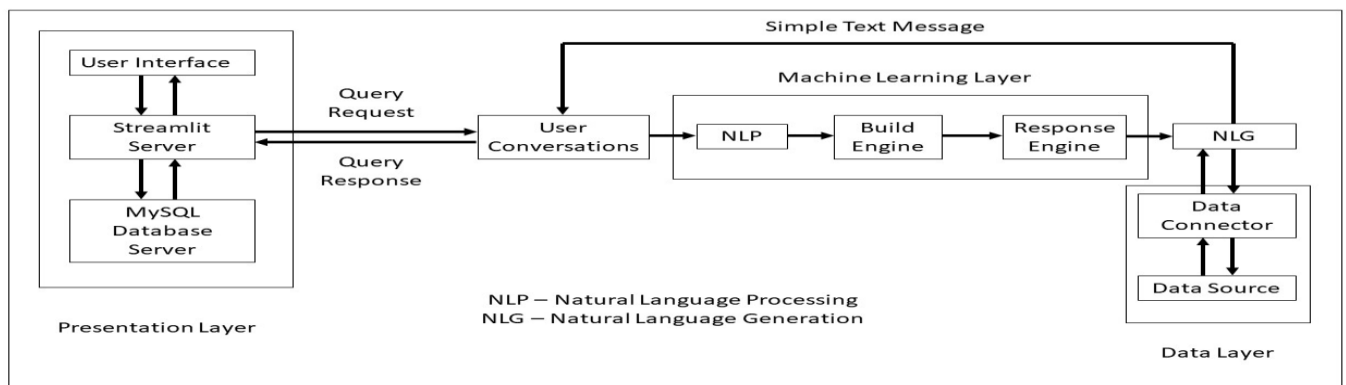 Simple Text Message
User Interface
Machine Learning Layer
Query
Request
Streamlit
Server
User
Conversations
NLP
Build
Engine
Response
Engine
NLG
Query
Response
MySQL
Database
Server
Data
Connector
Data Source
NLP – Natural Language Processing
NLG – Natural Language Generation
Presentation Layer
Data Layer